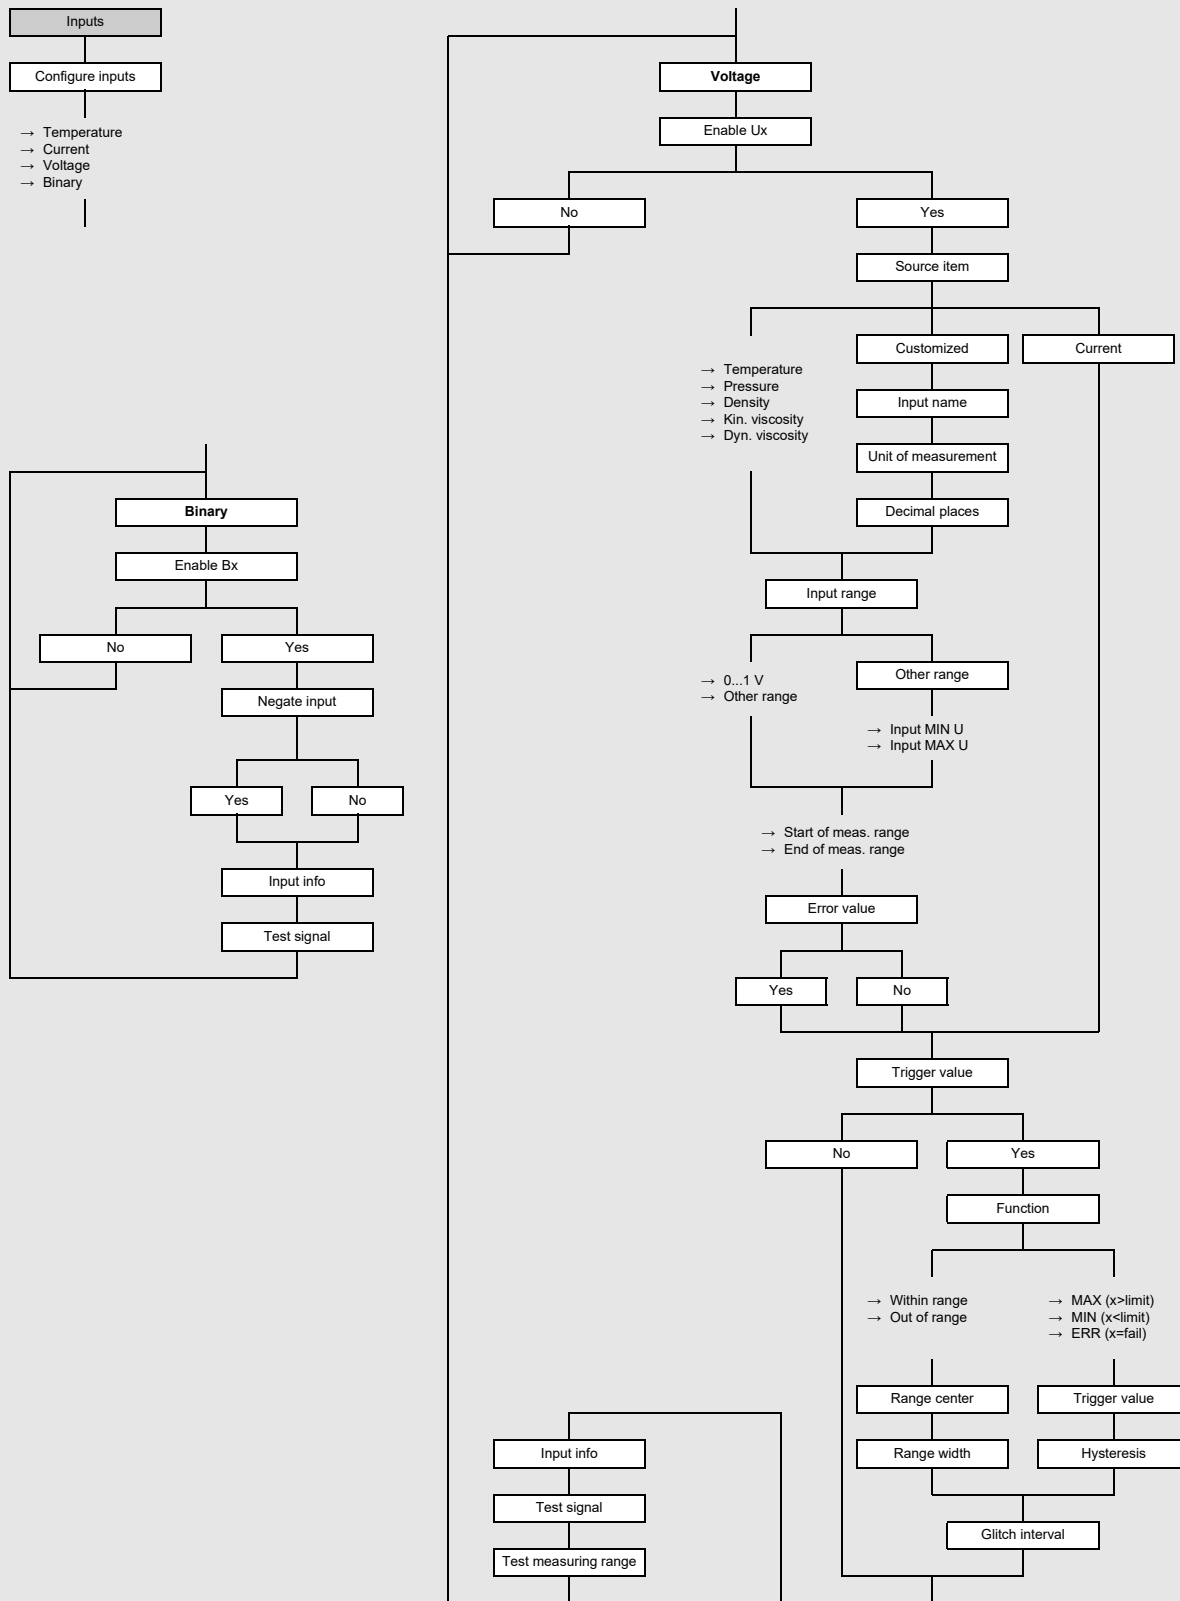 Inputs
Configure inputs
→ Temperature
→ Current
→ Voltage
→ Binary
Binary
Enable Bx
No
Yes
Negate input
Yes
No
Input info
Test signal
Voltage
Enable Ux
No
Yes
Source item
Customized
Current
→ Temperature
→ Pressure
→ Density
→ Kin. viscosity
→ Dyn. viscosity
Input name
Unit of measurement
Decimal places
Input range
→ 0...1 V
→ Other range
Other range
→ Input MIN U
→ Input MAX U
→ Start of meas. range
→ End of meas. range
Error value
Yes
No
Trigger value
No
Yes
Function
→ Within range
→ Out of range
→ MAX (x>limit)
→ MIN (x<limit)
→ ERR (x=fail)
Range center
Trigger value
Range width
Hysteresis
Glitch interval
Input info
Test signal
Test measuring range